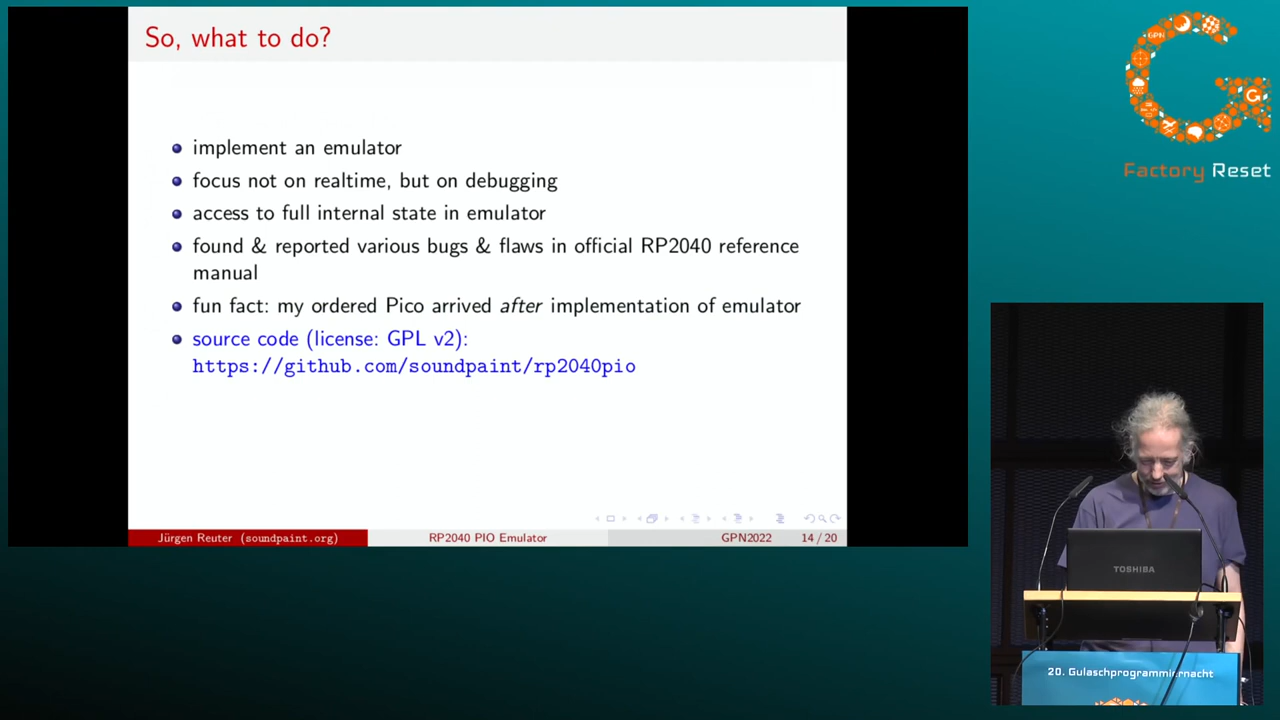 So, what to do?
implement an emulator
focus not on realtime, but on debugging
access to full internal state in emulator
found & reported various bugs & flaws in official RP2040 reference
manual
fun fact: my ordered Pico arrived after implementation of emulator
source code (license: GPL v2):
https://github.com/soundpaint/rp2040pio
Jürgen Reuter (soundpaint.org)
RP2040 PIO Emulator
GPN2022
14 / 20
GPN
G
Factory Reset
TOSHIBA
20. Gulaschprogrammiernacht